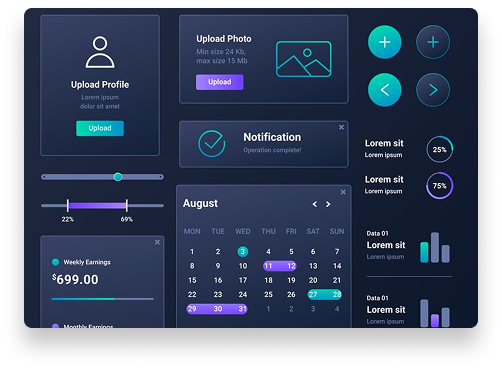 Upload Profile
Lorem ipsum
dolor sit amet
Upload
Upload Photo
Min size 24 Kb,
max size 15 Mb
Upload
Notification
Operation complete!
22%
69%
Weekly Earnings
$699.00
Monthly Earnings
August
MON TUE WED THU FRI SAT SUN
1 2 3 4 5 6 7
8 9 10 11 12 13 14
15 16 17 18 19 20 21
22 23 24 25 26 27 28
29 30 31 1 2 3 4
Lorem sit
Lorem ipsum
25%
Lorem sit
Lorem ipsum
75%
Data 01
Lorem sit
Lorem ipsum
Data 01
Lorem sit
Lorem ipsum